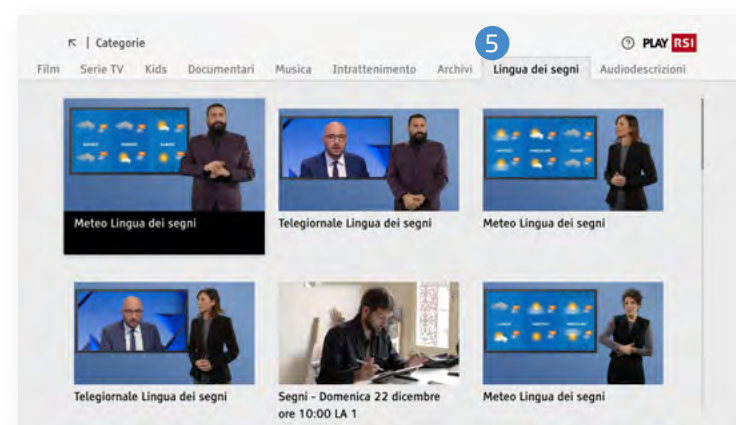 Categorie
5
PLAY RSI
Film Serie TV Kids Documentari Musica Intrattenimento Archivi Lingua dei segni Audiodescrizioni
Meteo Lingua dei segni
Telegiornale Lingua dei segni
Meteo Lingua dei segni
Telegiornale Lingua dei segni
Segni - Domenica 22 dicembre
ore 10:00 LA 1
Meteo Lingua dei segni